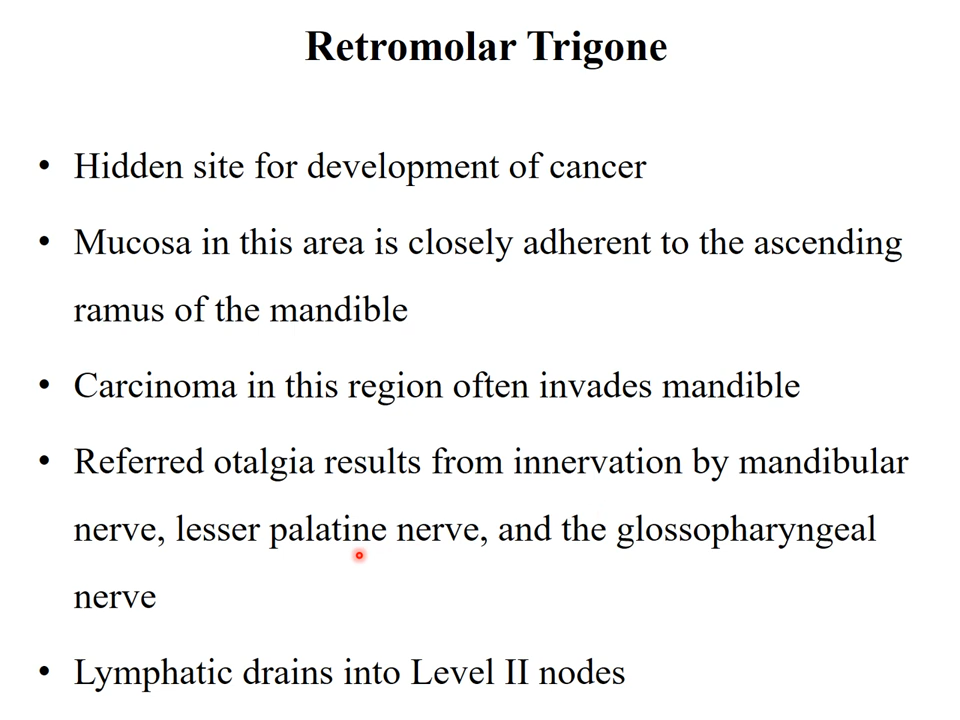 Retromolar Trigone
• Hidden site for development of cancer
• Mucosa in this area is closely adherent to the ascending
ramus of the mandible
• Carcinoma in this region often invades mandible
• Referred otalgia results from innervation by mandibular
nerve, lesser palatine nerve, and the glossopharyngeal
nerve
• Lymphatic drains into Level II nodes